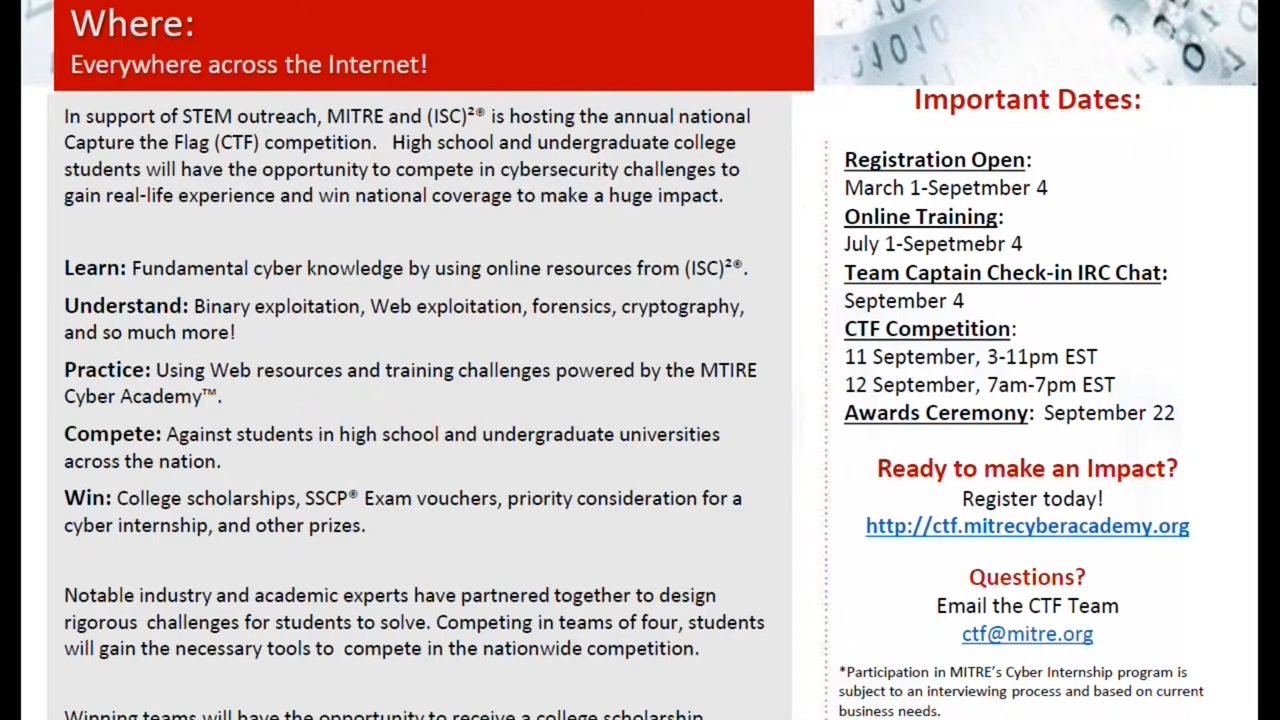 Where:
Everywhere across the Internet!
In support of STEM outreach, MITRE and (ISC)²® is hosting the annual national
Capture the Flag (CTF) competition. High school and undergraduate college
students will have the opportunity to compete in cybersecurity challenges to
gain real-life experience and win national coverage to make a huge impact.
Learn: Fundamental cyber knowledge by using online resources from (ISC)²®.
Understand: Binary exploitation, Web exploitation, forensics, cryptography,
and so much more!
Practice: Using Web resources and training challenges powered by the MTIRE
Cyber Academy™.
Compete: Against students in high school and undergraduate universities
across the nation.
Win: College scholarships, SSCP® Exam vouchers, priority consideration for a
cyber internship, and other prizes.
Notable industry and academic experts have partnered together to design
rigorous challenges for students to solve. Competing in teams of four, students
will gain the necessary tools to compete in the nationwide competition.
Winning teams will have the opportunity to receive a college scholarship
Important Dates:
Registration Open:
March 1-Sepetmber 4
Online Training:
July 1-Sepetmebr 4
Team Captain Check-in IRC Chat:
September 4
CTF Competition:
11 September, 3-11pm EST
12 September, 7am-7pm EST
Awards Ceremony: September 22
Ready to make an Impact?
Register today!
http://ctf.mitrecyberacademy.org
Questions?
Email the CTF Team
ctf@mitre.org
*Participation in MITRE's Cyber Internship program is
subject to an interviewing process and based on current
business needs.